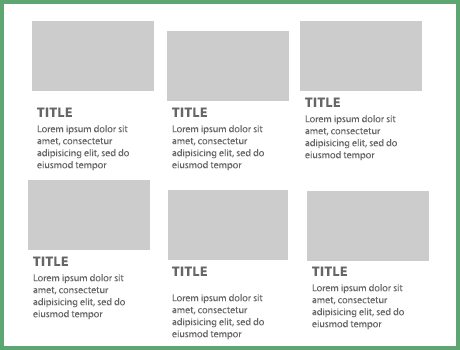 TITLE
Lorem ipsum dolor sit
amet, consectetur
adipisicing elit, sed do
eiusmod tempor
TITLE
Lorem ipsum dolor sit
amet, consectetur
adipisicing elit, sed do
eiusmod tempor
TITLE
Lorem ipsum dolor sit
amet, consectetur
adipisicing elit, sed do
eiusmod tempor
TITLE
Lorem ipsum dolor sit
amet, consectetur
adipisicing elit, sed do
eiusmod tempor
TITLE
Lorem ipsum dolor sit
amet, consectetur
adipisicing elit, sed do
eiusmod tempor
TITLE
Lorem ipsum dolor sit
amet, consectetur
adipisicing elit, sed do
eiusmod tempor